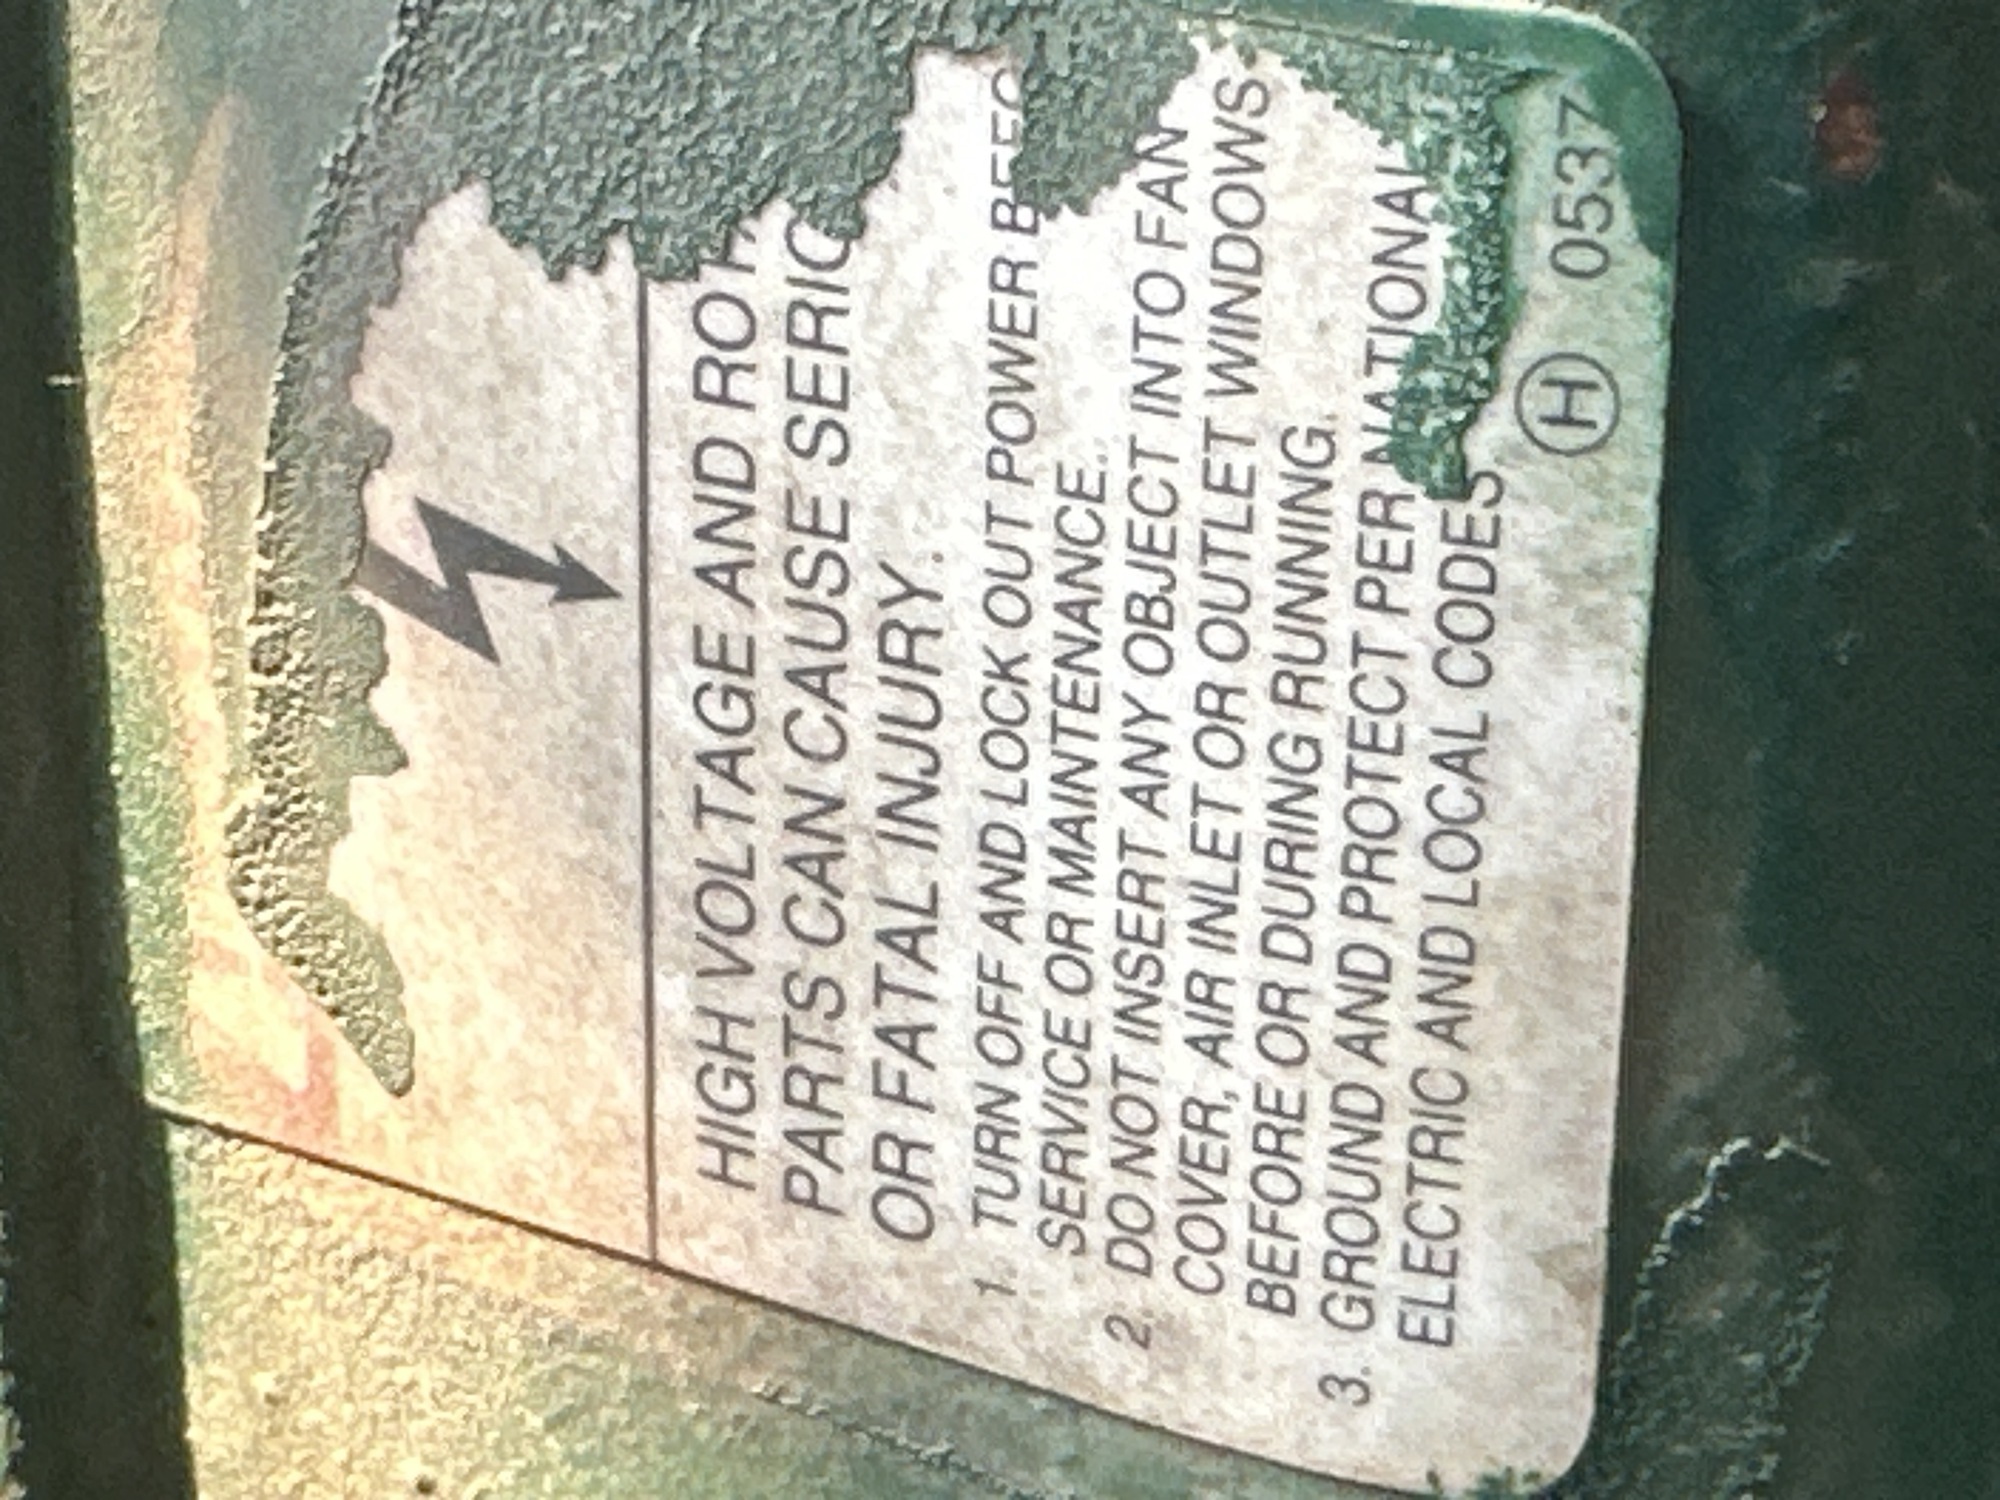 HIGH VOLTAGE AND
PARTS CAN CAUSE
OR FATAL INJURY.
1. TURN OFF AND LOCK OUT POWER
SERVICE OR MAINTENANCE.
2. DO NOT INSERT ANY OBJECT INTO FAN
COVER, AIR INLET OR OUTLET WINDOWS
BEFORE OR DURING RUNNING.
3. GROUND AND PROTECT PER NATIONAL
ELECTRIC AND LOCAL CODES
H 0537